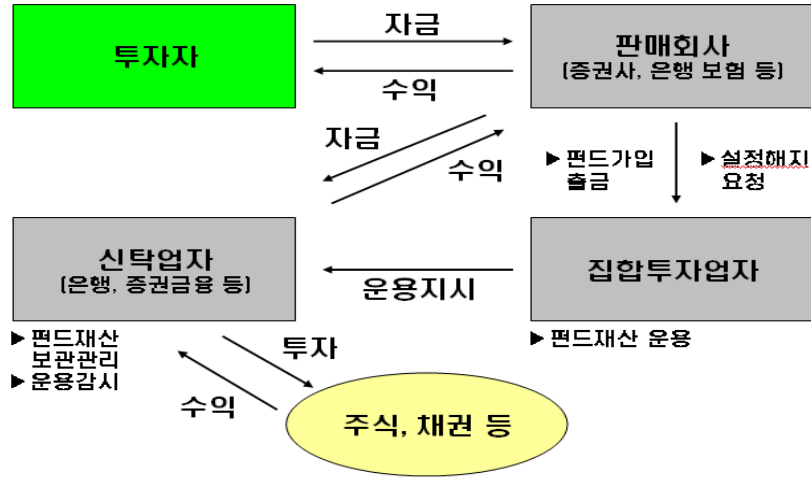 투자자
자금
수익
판매회사
(증권사, 은행 보험 등)
자금
수익
▶ 펀드가입
출금
▶ 설정해지
요청
신탁업자
(은행, 증권금융 등)
운용지시
집합투자업자
▶ 펀드재산
보관관리
▶ 운용감시
투자
수익
▶ 펀드재산 운용
주식, 채권 등